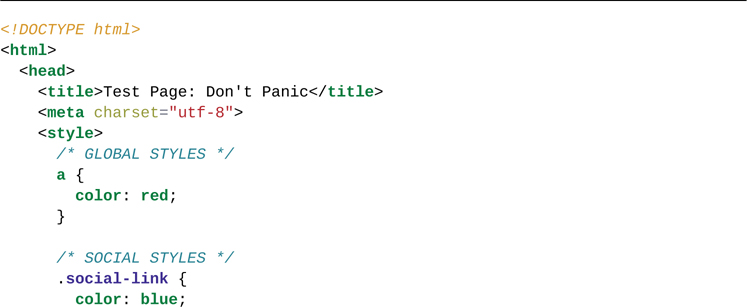 <!DOCTYPE html>
<html>
  <head>
    <title>Test Page: Don't Panic</title>
    <meta charset="utf-8">
    <style>
      /* GLOBAL STYLES */
      a {
        color: red;
      }

      /* SOCIAL STYLES */
      .social-link {
        color: blue;